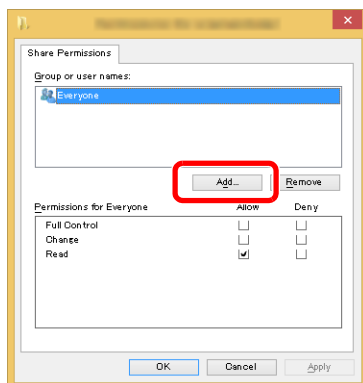 Share Permissions
Group or user names:
Everyone
Add... Remove
Permissions for Everyone Allow Deny
Full Control
Change
Read
OK Cancel Apply